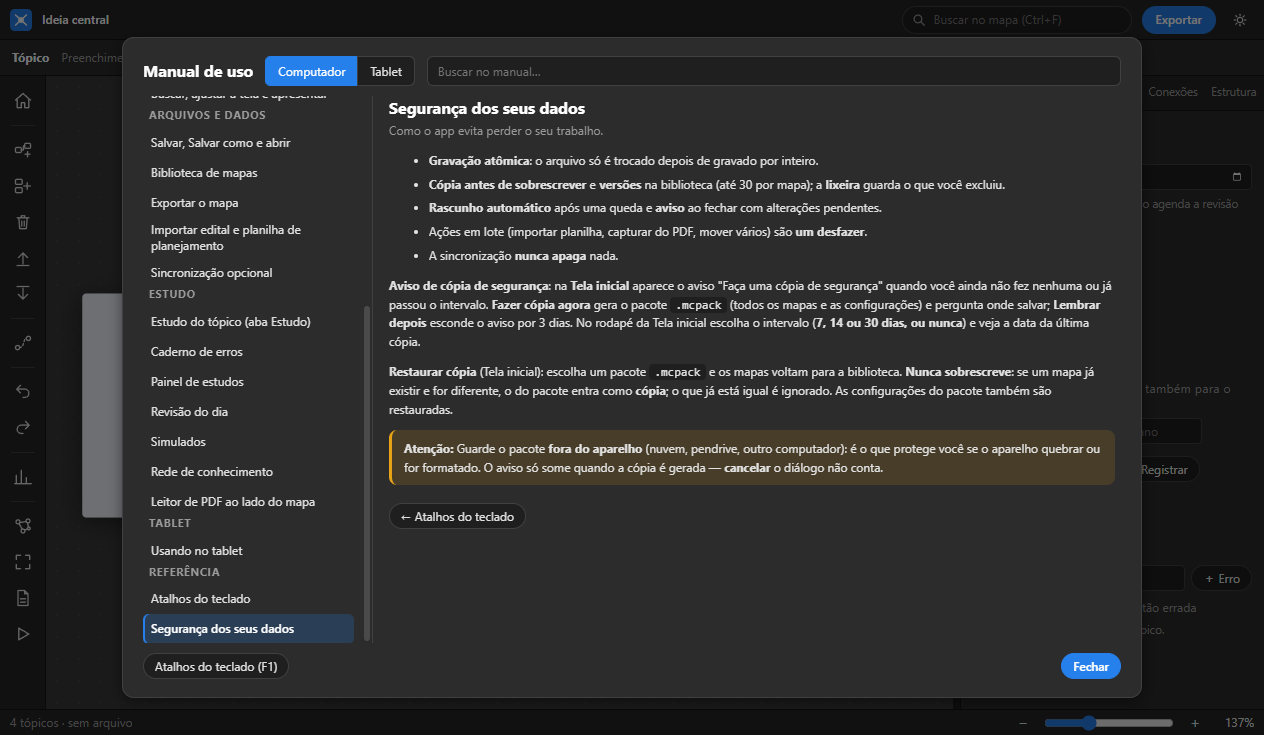 Ideia central
Buscar no mapa (Ctrl+F)
Exportar
Tópico
Preenchime
Conexões
Estrutura
Manual de uso
Computador
Tablet
Buscar no manual...
Buscar, ajustar a tela e apresentar
ARQUIVOS E DADOS
Salvar, Salvar como e abrir
Biblioteca de mapas
Exportar o mapa
Importar edital e planilha de
planejamento
Sincronização opcional
ESTUDO
Estudo do tópico (aba Estudo)
Caderno de erros
Painel de estudos
Revisão do dia
Simulados
Rede de conhecimento
Leitor de PDF ao lado do mapa
TABLET
Usando no tablet
REFERÊNCIA
Atalhos do teclado
Segurança dos seus dados
Atalhos do teclado (F1)
Segurança dos seus dados
Como o app evita perder o seu trabalho.
• Gravação atômica: o arquivo só é trocado depois de gravado por inteiro.
• Cópia antes de sobrescrever e versões na biblioteca (até 30 por mapa); a lixeira guarda o que você excluiu.
• Rascunho automático após uma queda e aviso ao fechar com alterações pendentes.
• Ações em lote (importar planilha, capturar do PDF, mover vários) são um desfazer.
• A sincronização nunca apaga nada.
Aviso de cópia de segurança: na Tela inicial aparece o aviso "Faça uma cópia de segurança" quando você ainda não fez nenhuma ou já
passou o intervalo. Fazer cópia agora gera o pacote .mcpack (todos os mapas e as configurações) e pergunta onde salvar; Lembrar
depois esconde o aviso por 3 dias. No rodapé da Tela inicial escolha o intervalo (7, 14 ou 30 dias, ou nunca) e veja a data da última
cópia.
Restaurar cópia (Tela inicial): escolha um pacote .mcpack e os mapas voltam para a biblioteca. Nunca sobrescreve: se um mapa já
existir e for diferente, o do pacote entra como cópia; o que já está igual é ignorado. As configurações do pacote também são
restauradas.
Atenção: Guarde o pacote fora do aparelho (nuvem, pendrive, outro computador): é o que protege você se o aparelho quebrar ou
for formatado. O aviso só some quando a cópia é gerada — cancelar o diálogo não conta.
← Atalhos do teclado
Fechar
o agenda a revisão
também para o
ano
Registrar
+ Erro
tão errada
pico.
4 tópicos · sem arquivo
− + 137%